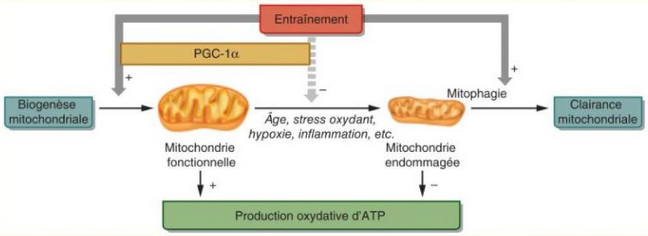 Entraînement
PGC-1α
+
–
+
Mitophagie
Biogenèse
mitochondriale
Âge, stress oxydant,
hypoxie, inflammation, etc.
Clairance
mitochondriale
Mitochondrie
fonctionnelle
Mitochondrie
endommagée
+
–
Production oxydative d'ATP